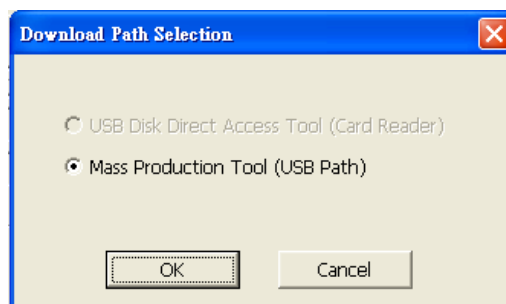 Download Path Selection
USB Disk Direct Access Tool (Card Reader)
Mass Production Tool (USB Path)
OK
Cancel